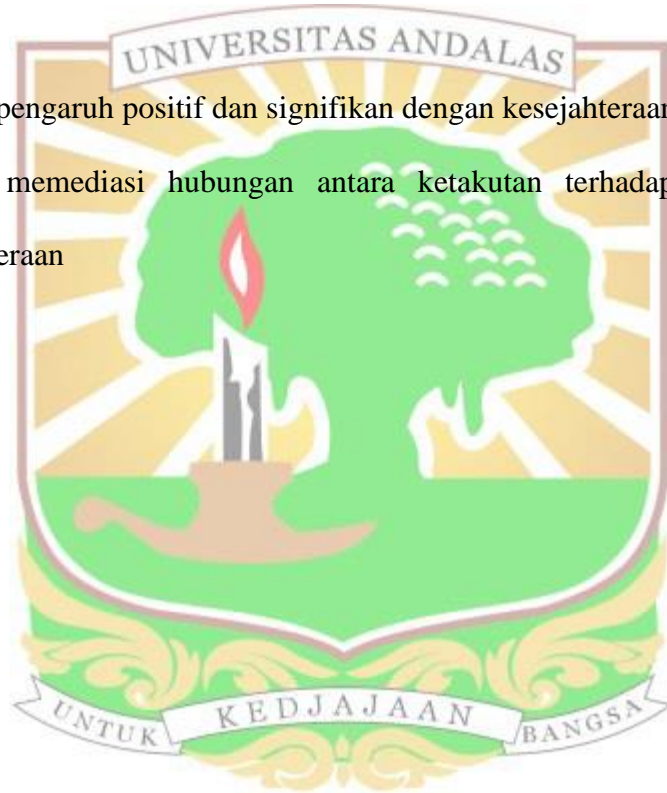 UNIVERSITAS ANDALAS
pengaruh positif dan signifikan dengan kesejahteraan
memediasi hubungan antara ketakutan terhadap
eraan
UNTUK KEDJAJAAN BANGSA